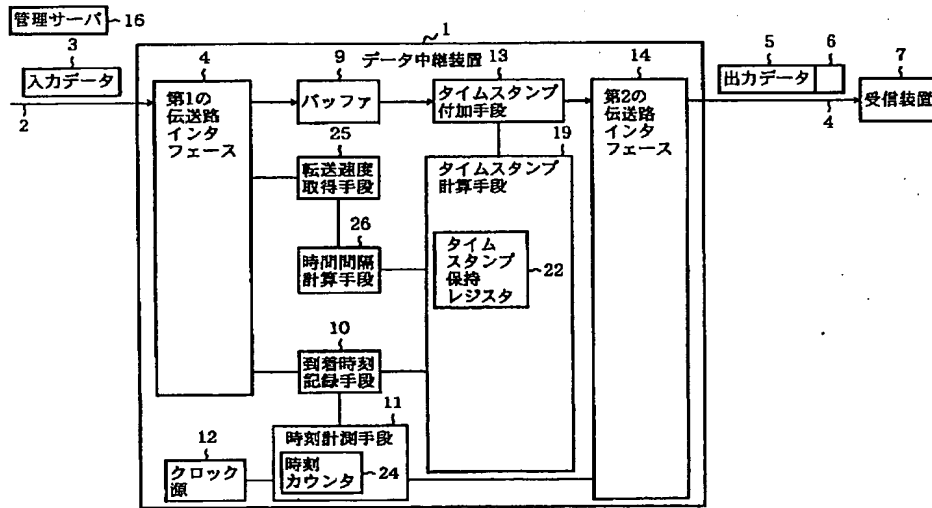 管理サーバ
16
1
3
入力データ
2
データ中継装置
4
第1の
伝送路
インタ
フェース
9
バッファ
13
タイムスタンプ
付加手段
14
第2の
伝送路
インタ
フェース
5
6
出力データ
4
7
受信装置
25
転送速度
取得手段
19
タイムスタンプ
計算手段
26
時間間隔
計算手段
タイム
スタンプ
保持
レジスタ
22
10
到着時刻
記録手段
11
時刻計測手段
12
クロック
源
時刻
カウンタ
24